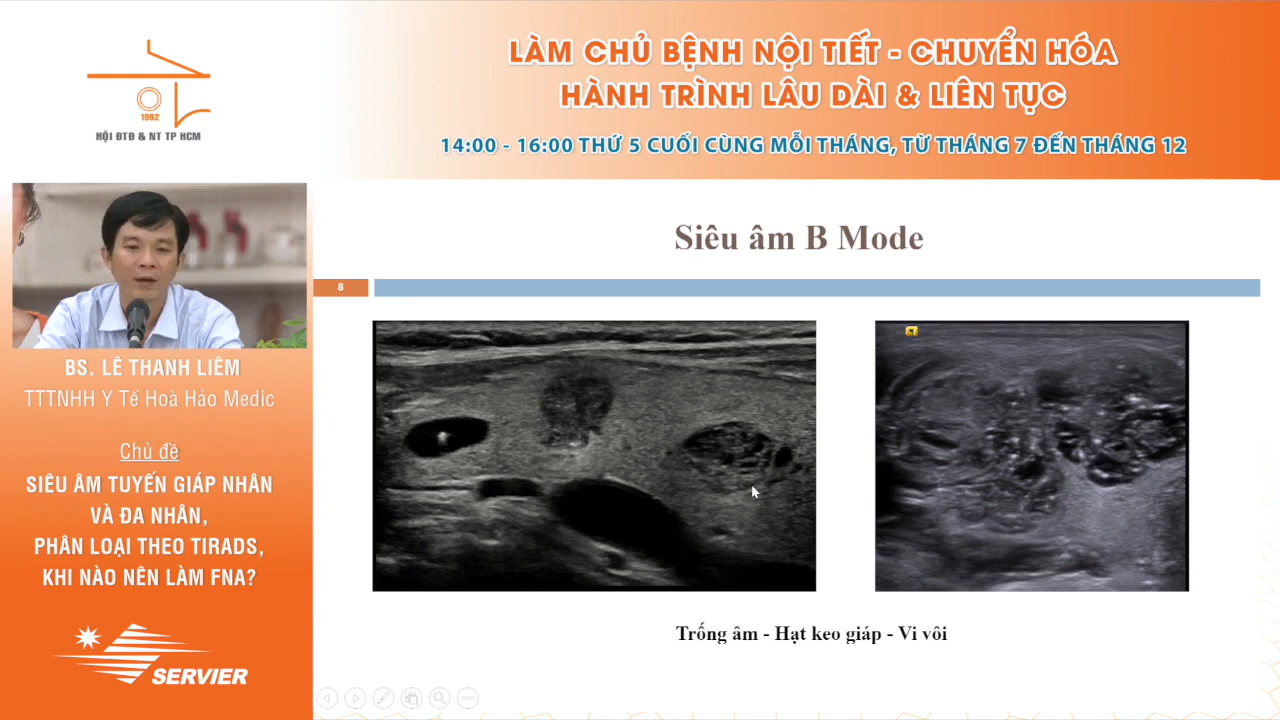 LÀM CHỦ BỆNH NỘI TIẾT - CHUYỂN HÓA
HÀNH TRÌNH LÂU DÀI & LIÊN TỤC
14:00 - 16:00 THỨ 5 CUỐI CÙNG MỖI THÁNG, TỪ THÁNG 7 ĐẾN THÁNG 12
1992
HỘI ĐTĐ & NT TP HCM
BS. LÊ THANH LIÊM
TTTNHH Y Tế Hoà Hảo Medic
Chủ đề
SIÊU ÂM TUYẾN GIÁP NHÂN
VÀ ĐA NHÂN,
PHÂN LOẠI THEO TIRADS,
KHI NÀO NÊN LÀM FNA?
SERVIER
Siêu âm B Mode
8
Trống âm - Hạt keo giáp - Vi vôi